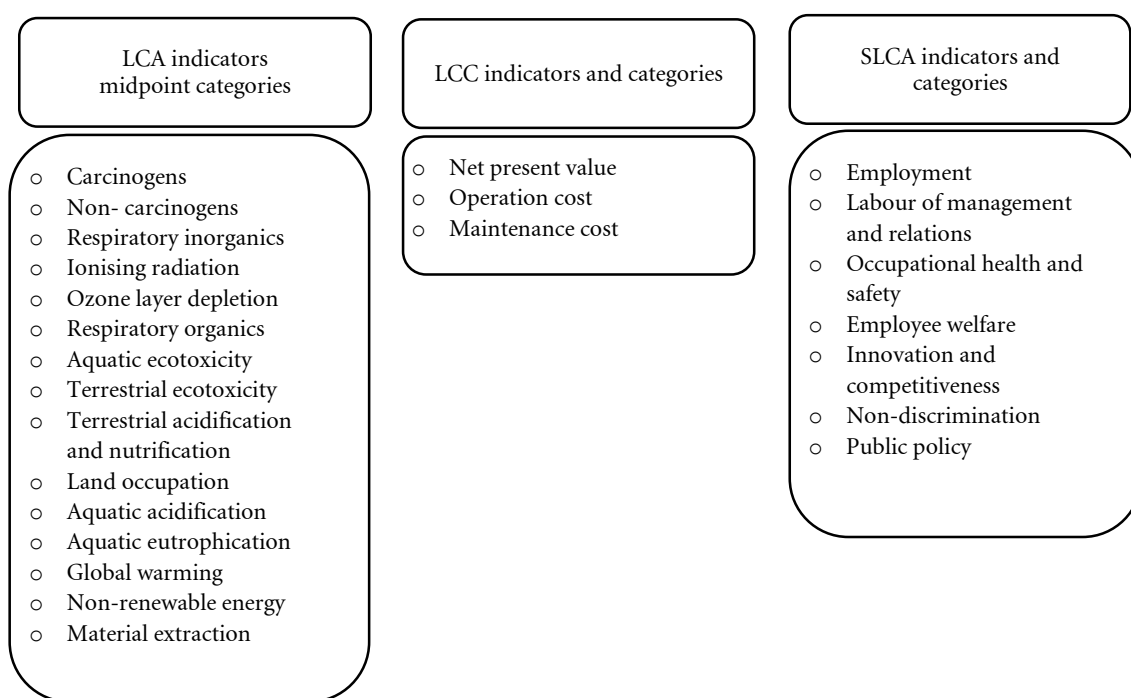 LCA indicators
midpoint categories
○ Carcinogens
○ Non- carcinogens
○ Respiratory inorganics
○ Ionising radiation
○ Ozone layer depletion
○ Respiratory organics
○ Aquatic ecotoxicity
○ Terrestrial ecotoxicity
○ Terrestrial acidification
and nutrification
○ Land occupation
○ Aquatic acidification
○ Aquatic eutrophication
○ Global warming
○ Non-renewable energy
○ Material extraction
LCC indicators and categories
○ Net present value
○ Operation cost
○ Maintenance cost
SLCA indicators and
categories
○ Employment
○ Labour of management
and relations
○ Occupational health and
safety
○ Employee welfare
○ Innovation and
competitiveness
○ Non-discrimination
○ Public policy